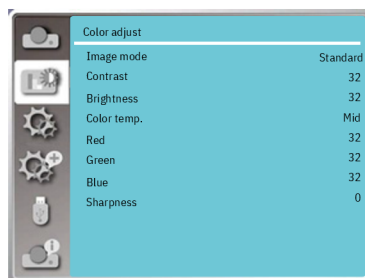 Color adjust
Image mode Standard
Contrast 32
Brightness 32
Color temp. Mid
Red 32
Green 32
Blue 32
Sharpness 0